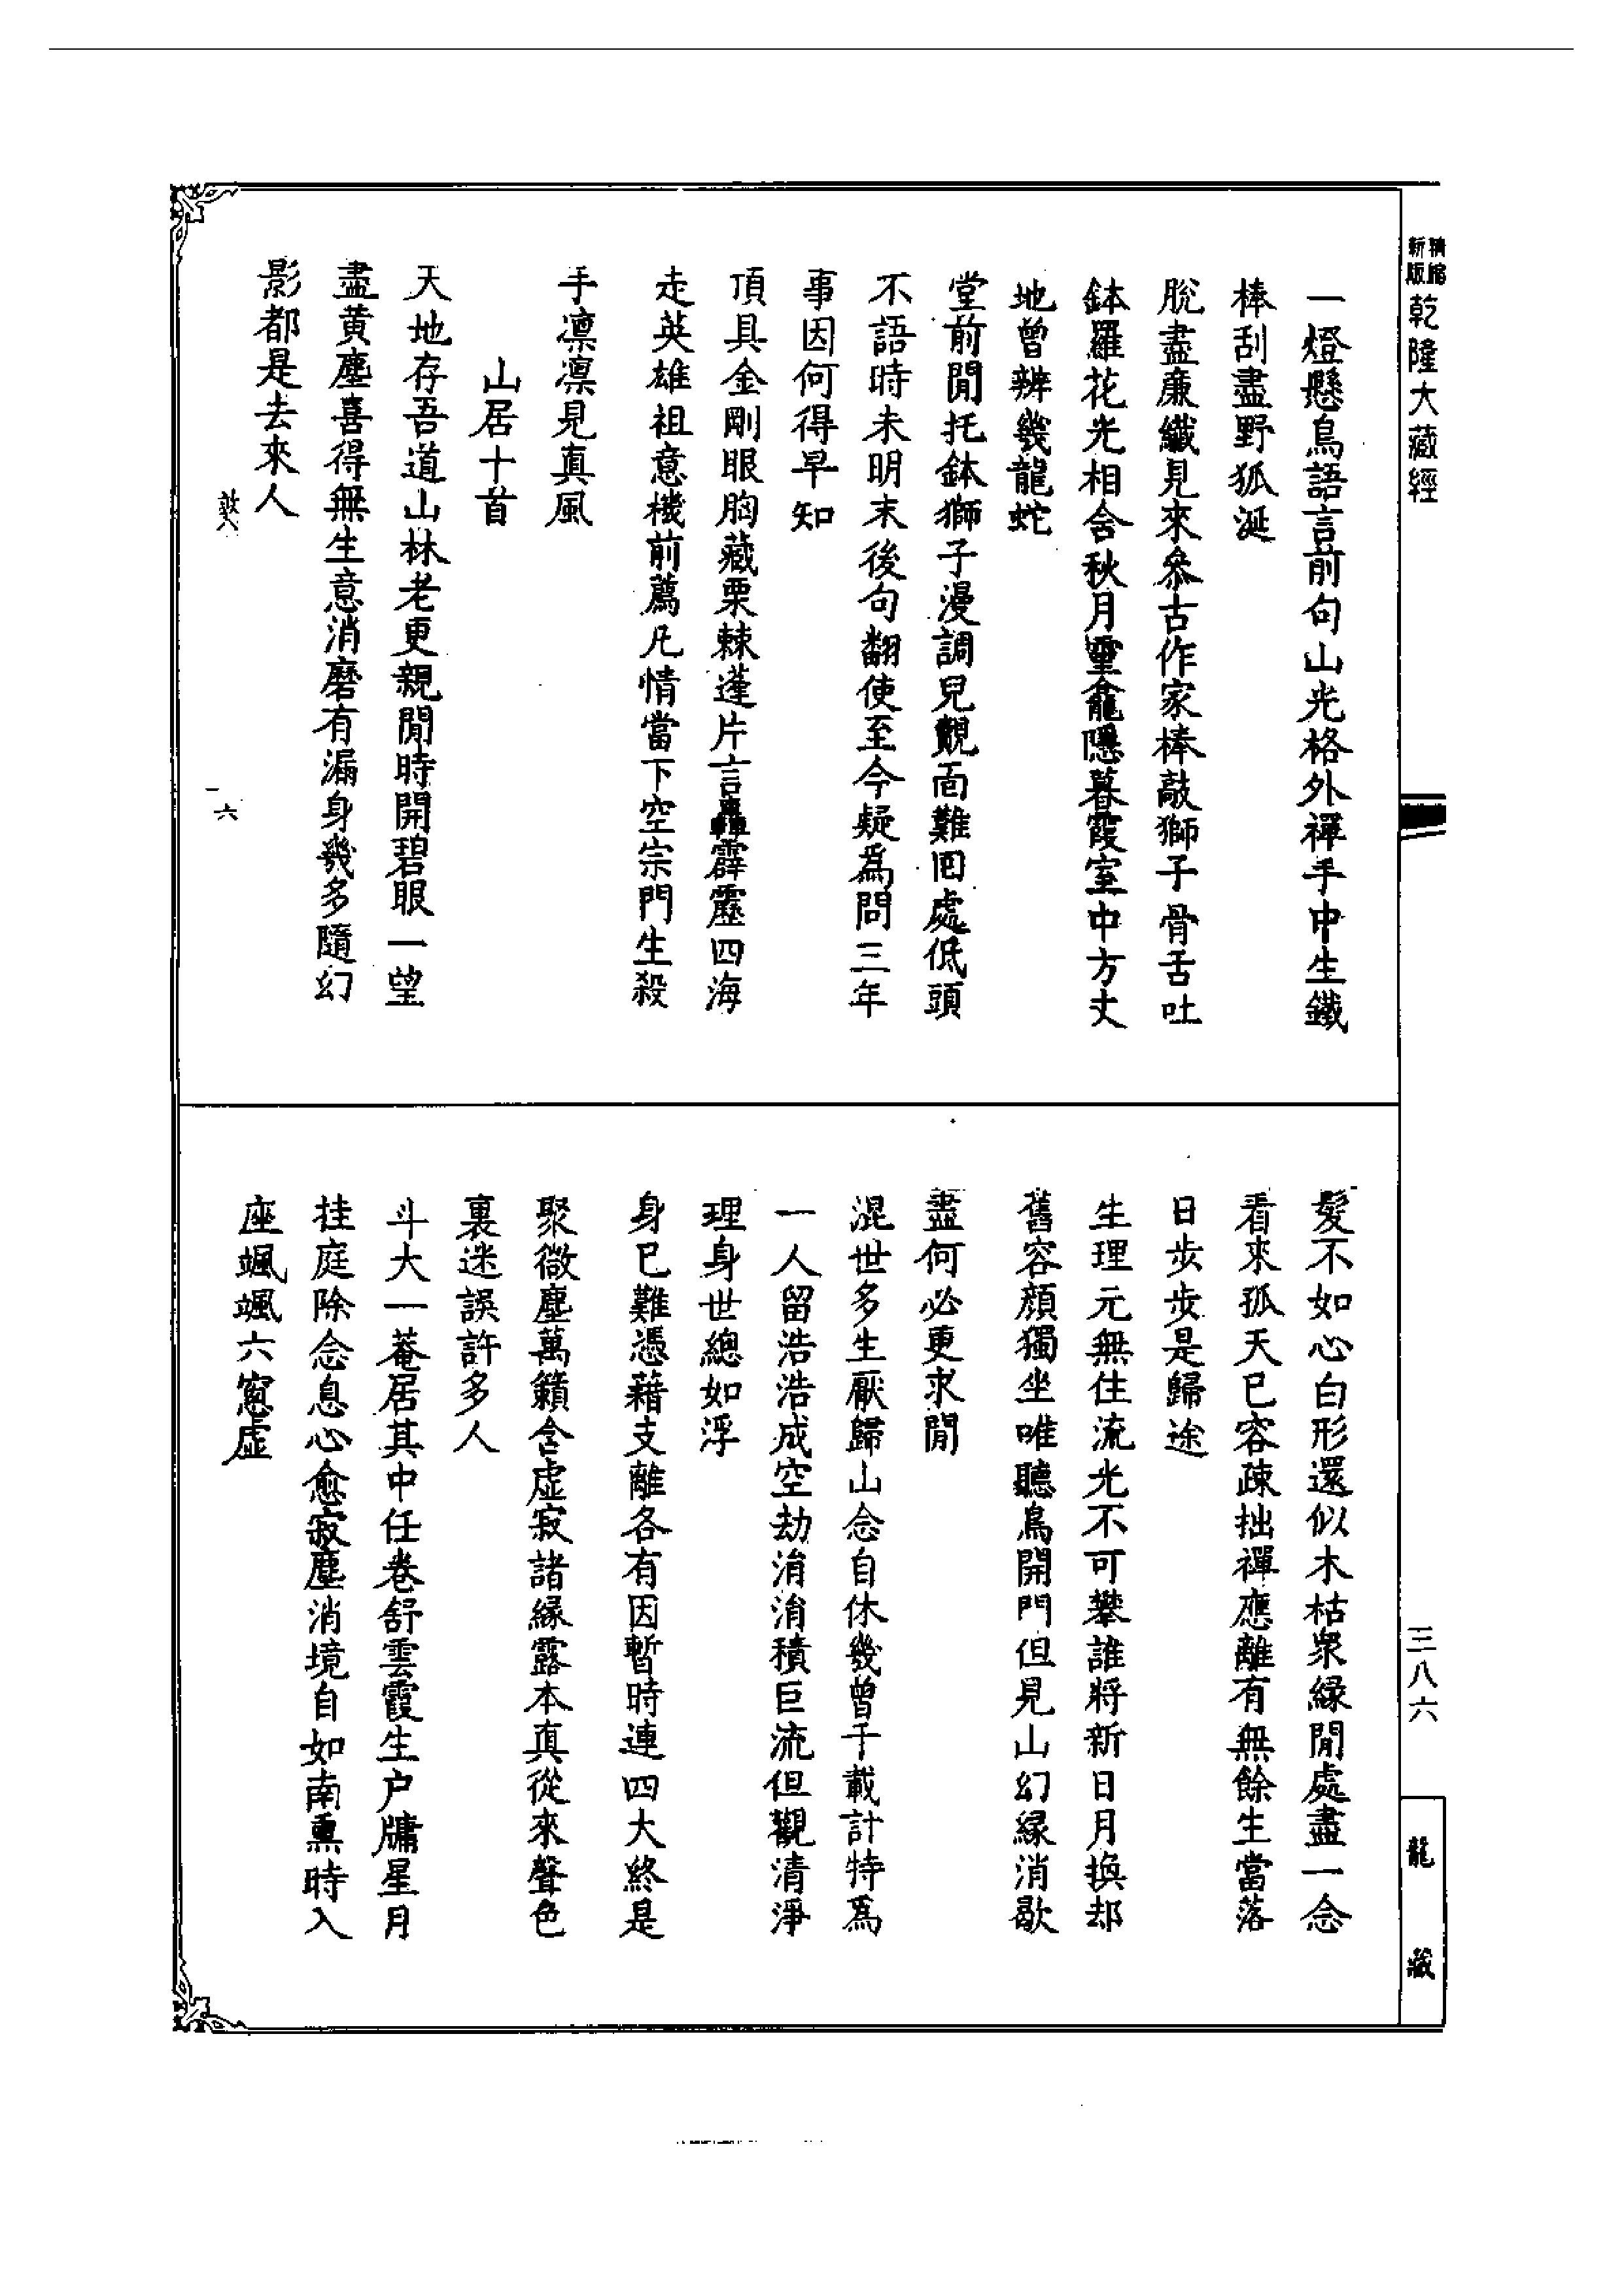 精縮
新版
乾隆大藏經
一燈懸鳥語言前句山光格外禪手中生鐵
棒刮盡野狐涎
脫盡廉纖見來叅古作家棒敲獅子骨舌吐
鉢羅花光相含秋月靈龕隱暮霞室中方丈
地曾辨幾龍蛇
堂前閒托鉢獅子漫調兒覿面難回處低頭
不語時未明末後句翻使至今疑爲問三年
事因何得早知
頂具金剛眼胸藏栗棘蓬片言轟霹靂四海
走英雄祖意機前薦凡情當下空宗門生殺
手凛凛見真風
山居十首
天地存吾道山林老更親閒時開碧眼一望
盡黄塵喜得無生意消磨有漏身幾多隨幻
影都是去來人
一六
髮不如心白形還似木枯衆緣閒處盡一念
看來孤天已容疎拙禪應離有無餘生當落
日步步是歸途
生理元無住流光不可攀誰將新日月換却
舊容顔獨坐唯聽鳥開門但見山幻緣消歇
盡何必更求閒
混世多生厭歸山念自休幾曾千載計特爲
一人留浩浩成空劫涓涓積巨流但觀清淨
理身世總如浮
身已難憑藉支離各有因暫時連四大終是
聚微塵萬籟含虛寂諸緣露本真從來聲色
裏迷誤許多人
斗大一菴居其中任卷舒雲霞生户牖星月
挂庭除念息心愈寂塵消境自如南熏時入
座颯颯六窻虛
三八六
龍藏